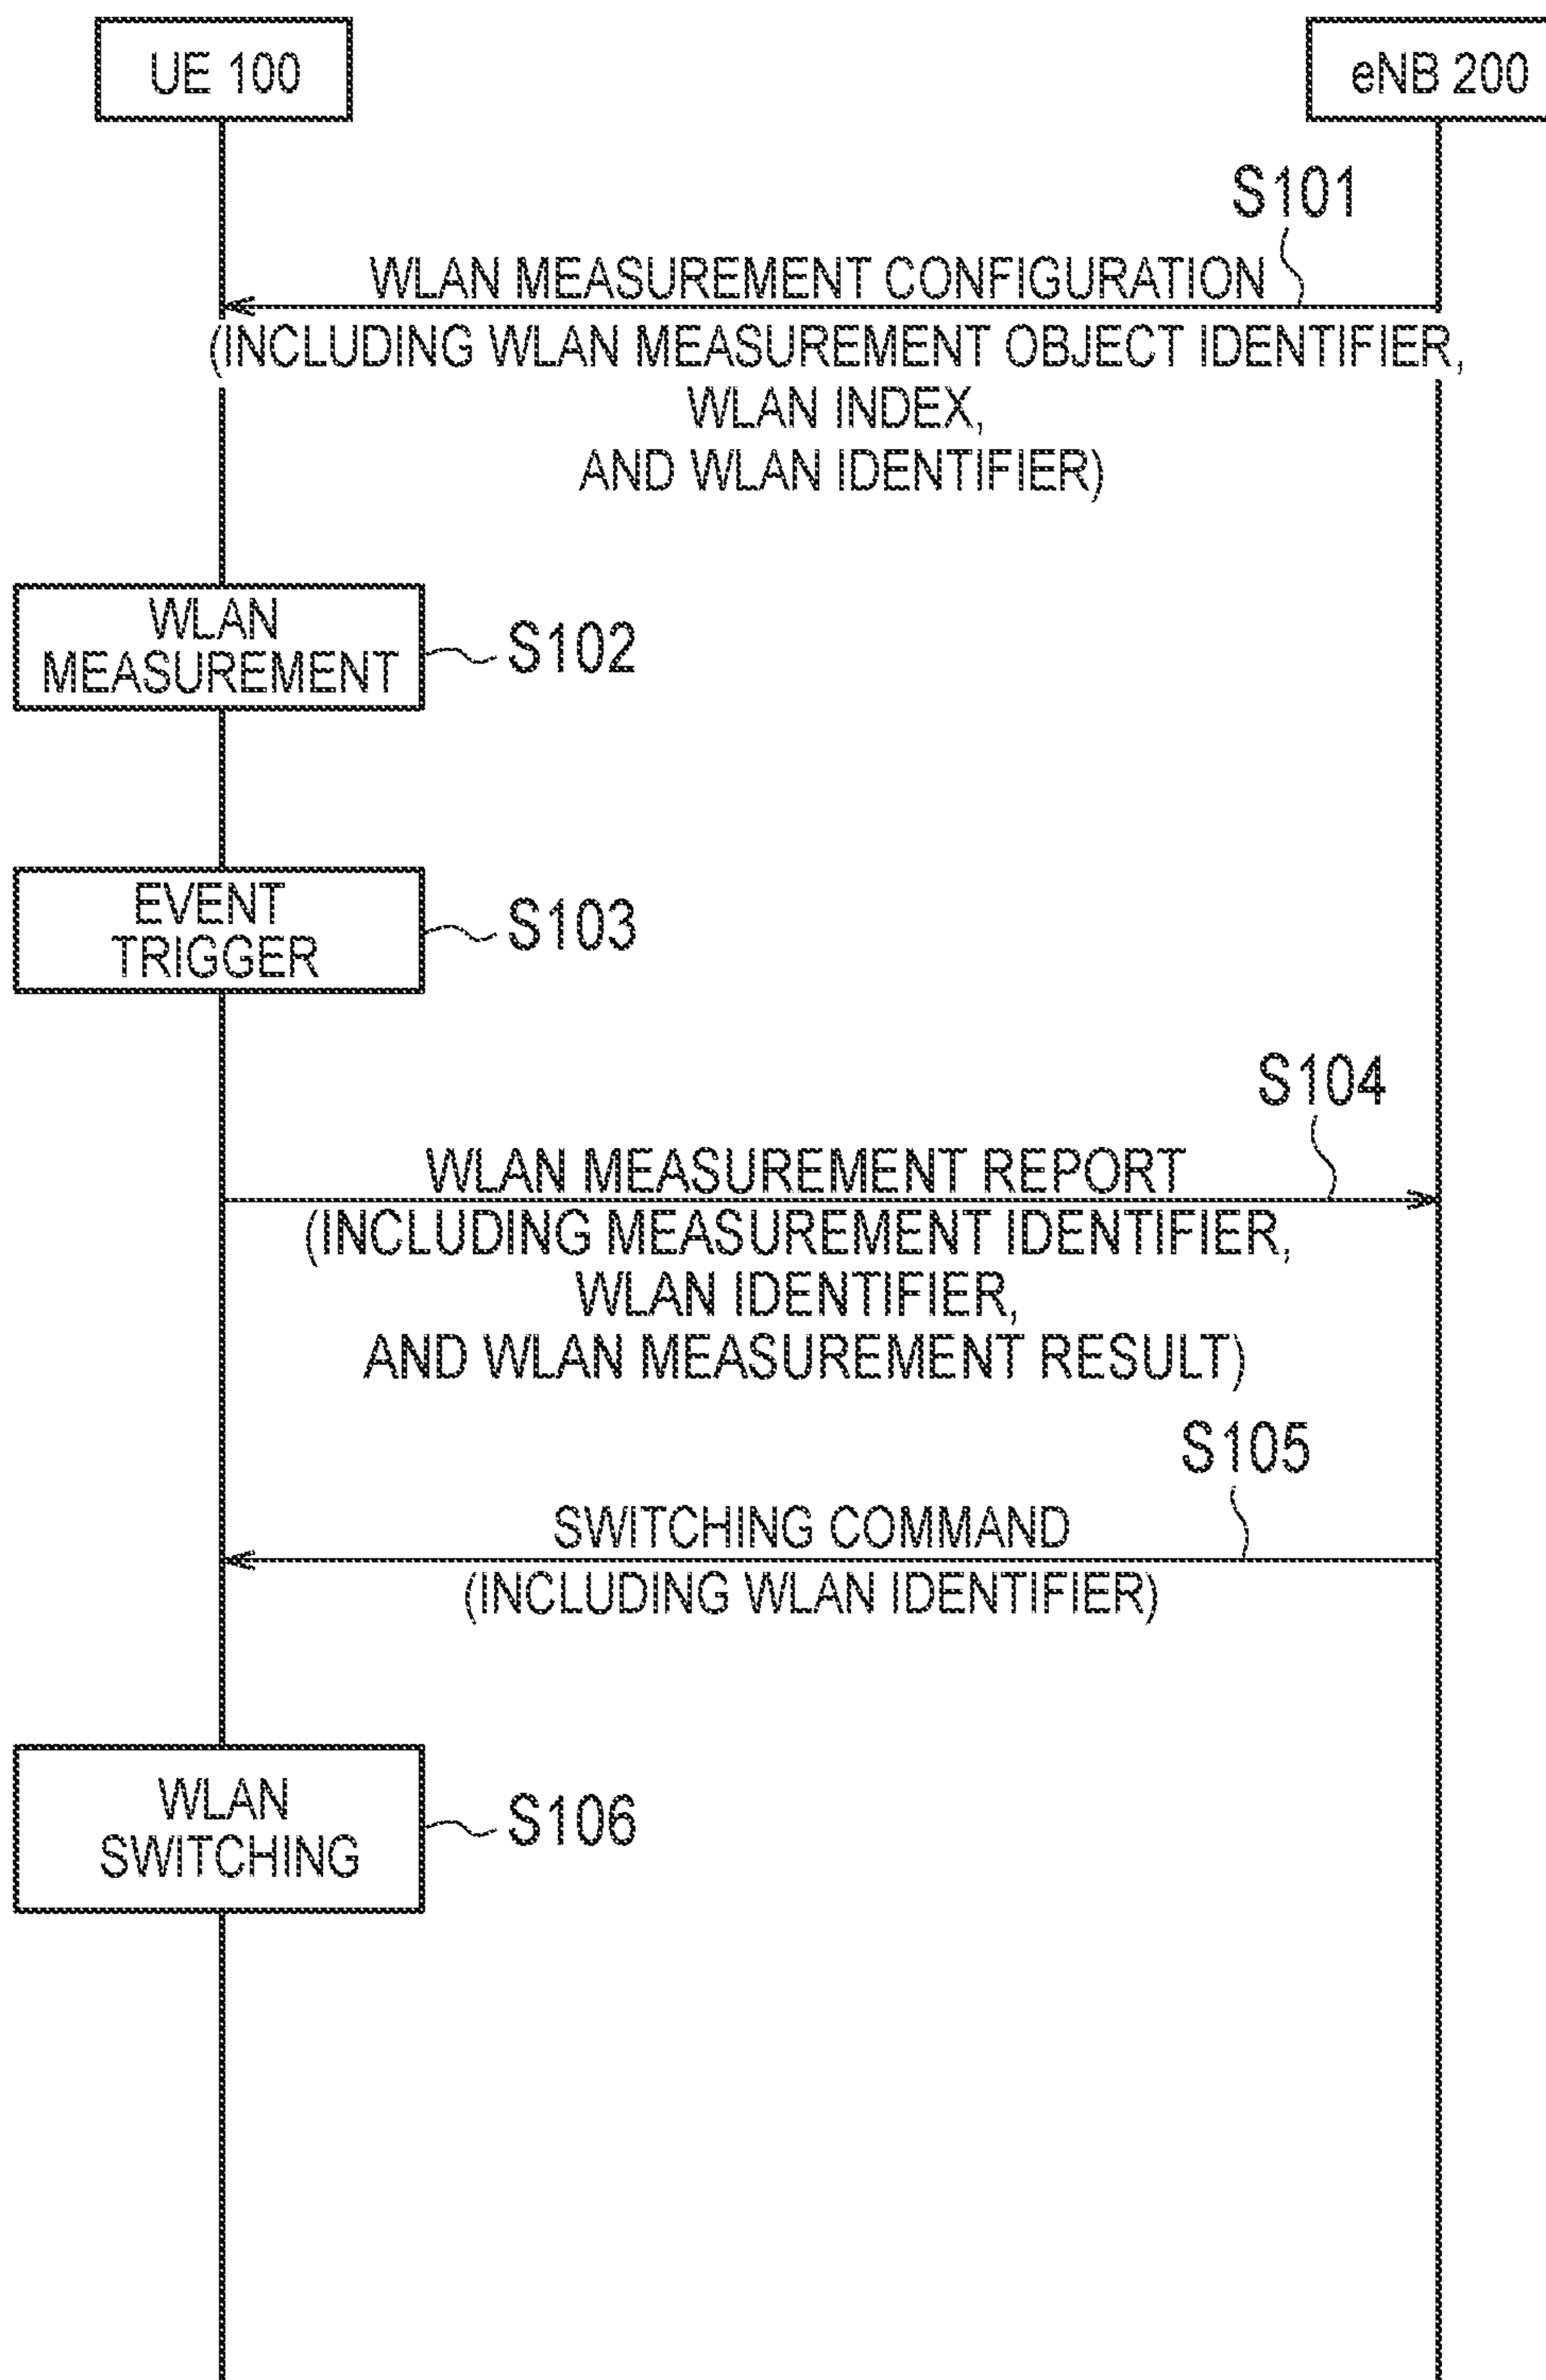 UE 100
eNB 200
S101
WLAN MEASUREMENT CONFIGURATION
(INCLUDING WLAN MEASUREMENT OBJECT IDENTIFIER,
WLAN INDEX,
AND WLAN IDENTIFIER)
WLAN
MEASUREMENT
S102
EVENT
TRIGGER
S103
S104
WLAN MEASUREMENT REPORT
(INCLUDING MEASUREMENT IDENTIFIER,
WLAN IDENTIFIER,
AND WLAN MEASUREMENT RESULT)
S105
SWITCHING COMMAND
(INCLUDING WLAN IDENTIFIER)
WLAN
SWITCHING
S106